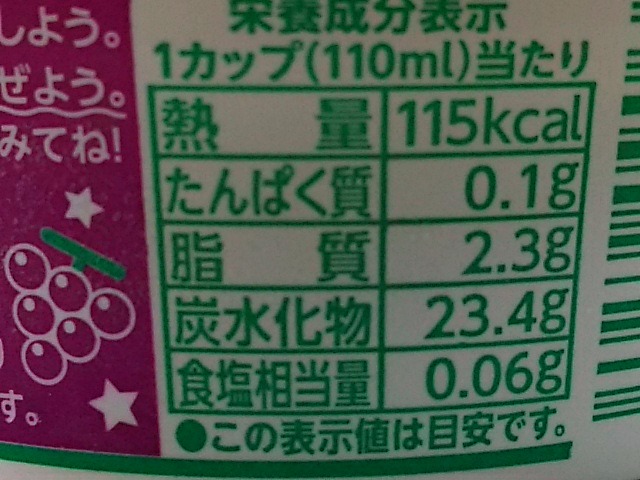 しよう。
ぜよう。
みてね!
す。
栄養成分表示
1カップ(110ml)当たり
熱量 115kcal
たんぱく質 0.1g
脂質 2.3g
炭水化物 23.4g
食塩相当量 0.06g
●この表示値は目安です。